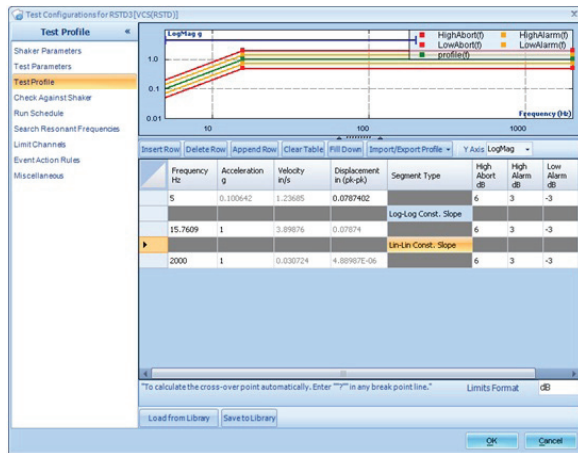 Test Configurations for RSTD3[VCS(RSTD)]
Test Profile «
Shaker Parameters
Test Parameters
Test Profile
Check Against Shaker
Run Schedule
Search Resonant Frequencies
Limit Channels
Event Action Rules
Miscellaneous
LogMag g
HighAbort(f) HighAlarm(f)
LowAbort(f) LowAlarm(f)
profile(f)
1.0
0.1
0.01
Frequency (Hz)
10 100 1000
Insert Row Delete Row Append Row Clear Table Fill Down Import/Export Profile Y Axis LogMag
Frequency Hz Acceleration g Velocity in/s Displacement in (pk-pk) Segment Type High Abort dB High Alarm dB Low Alarm dB
5 0.100642 1.23685 0.0787402 6 3 -3
Log-Log Const. Slope
15.7609 1 3.89876 0.07874 6 3 -3
Lin-Lin Const. Slope
2000 1 0.030724 4.88987E-06 6 3 -3
"To calculate the cross-over point automatically. Enter ""?"" in any break point line." Limits Format dB
Load from Library Save to Library
OK Cancel